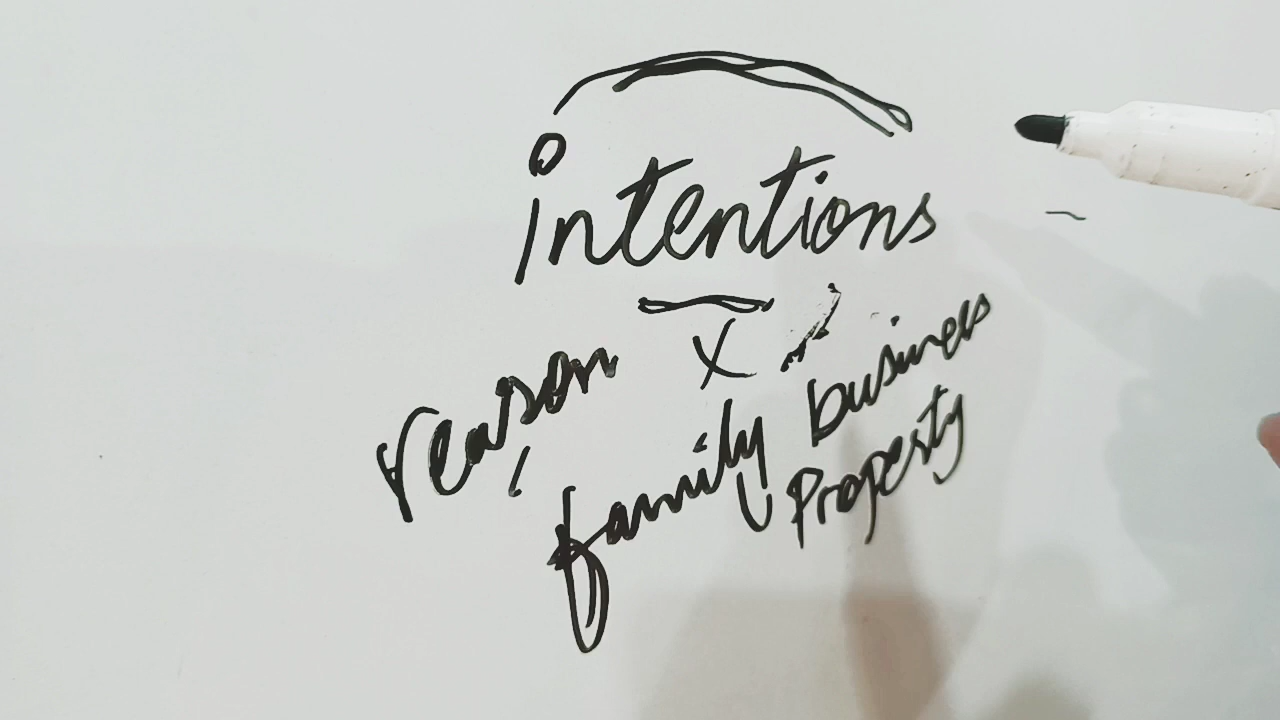 intentions
x
reason
family business
Property